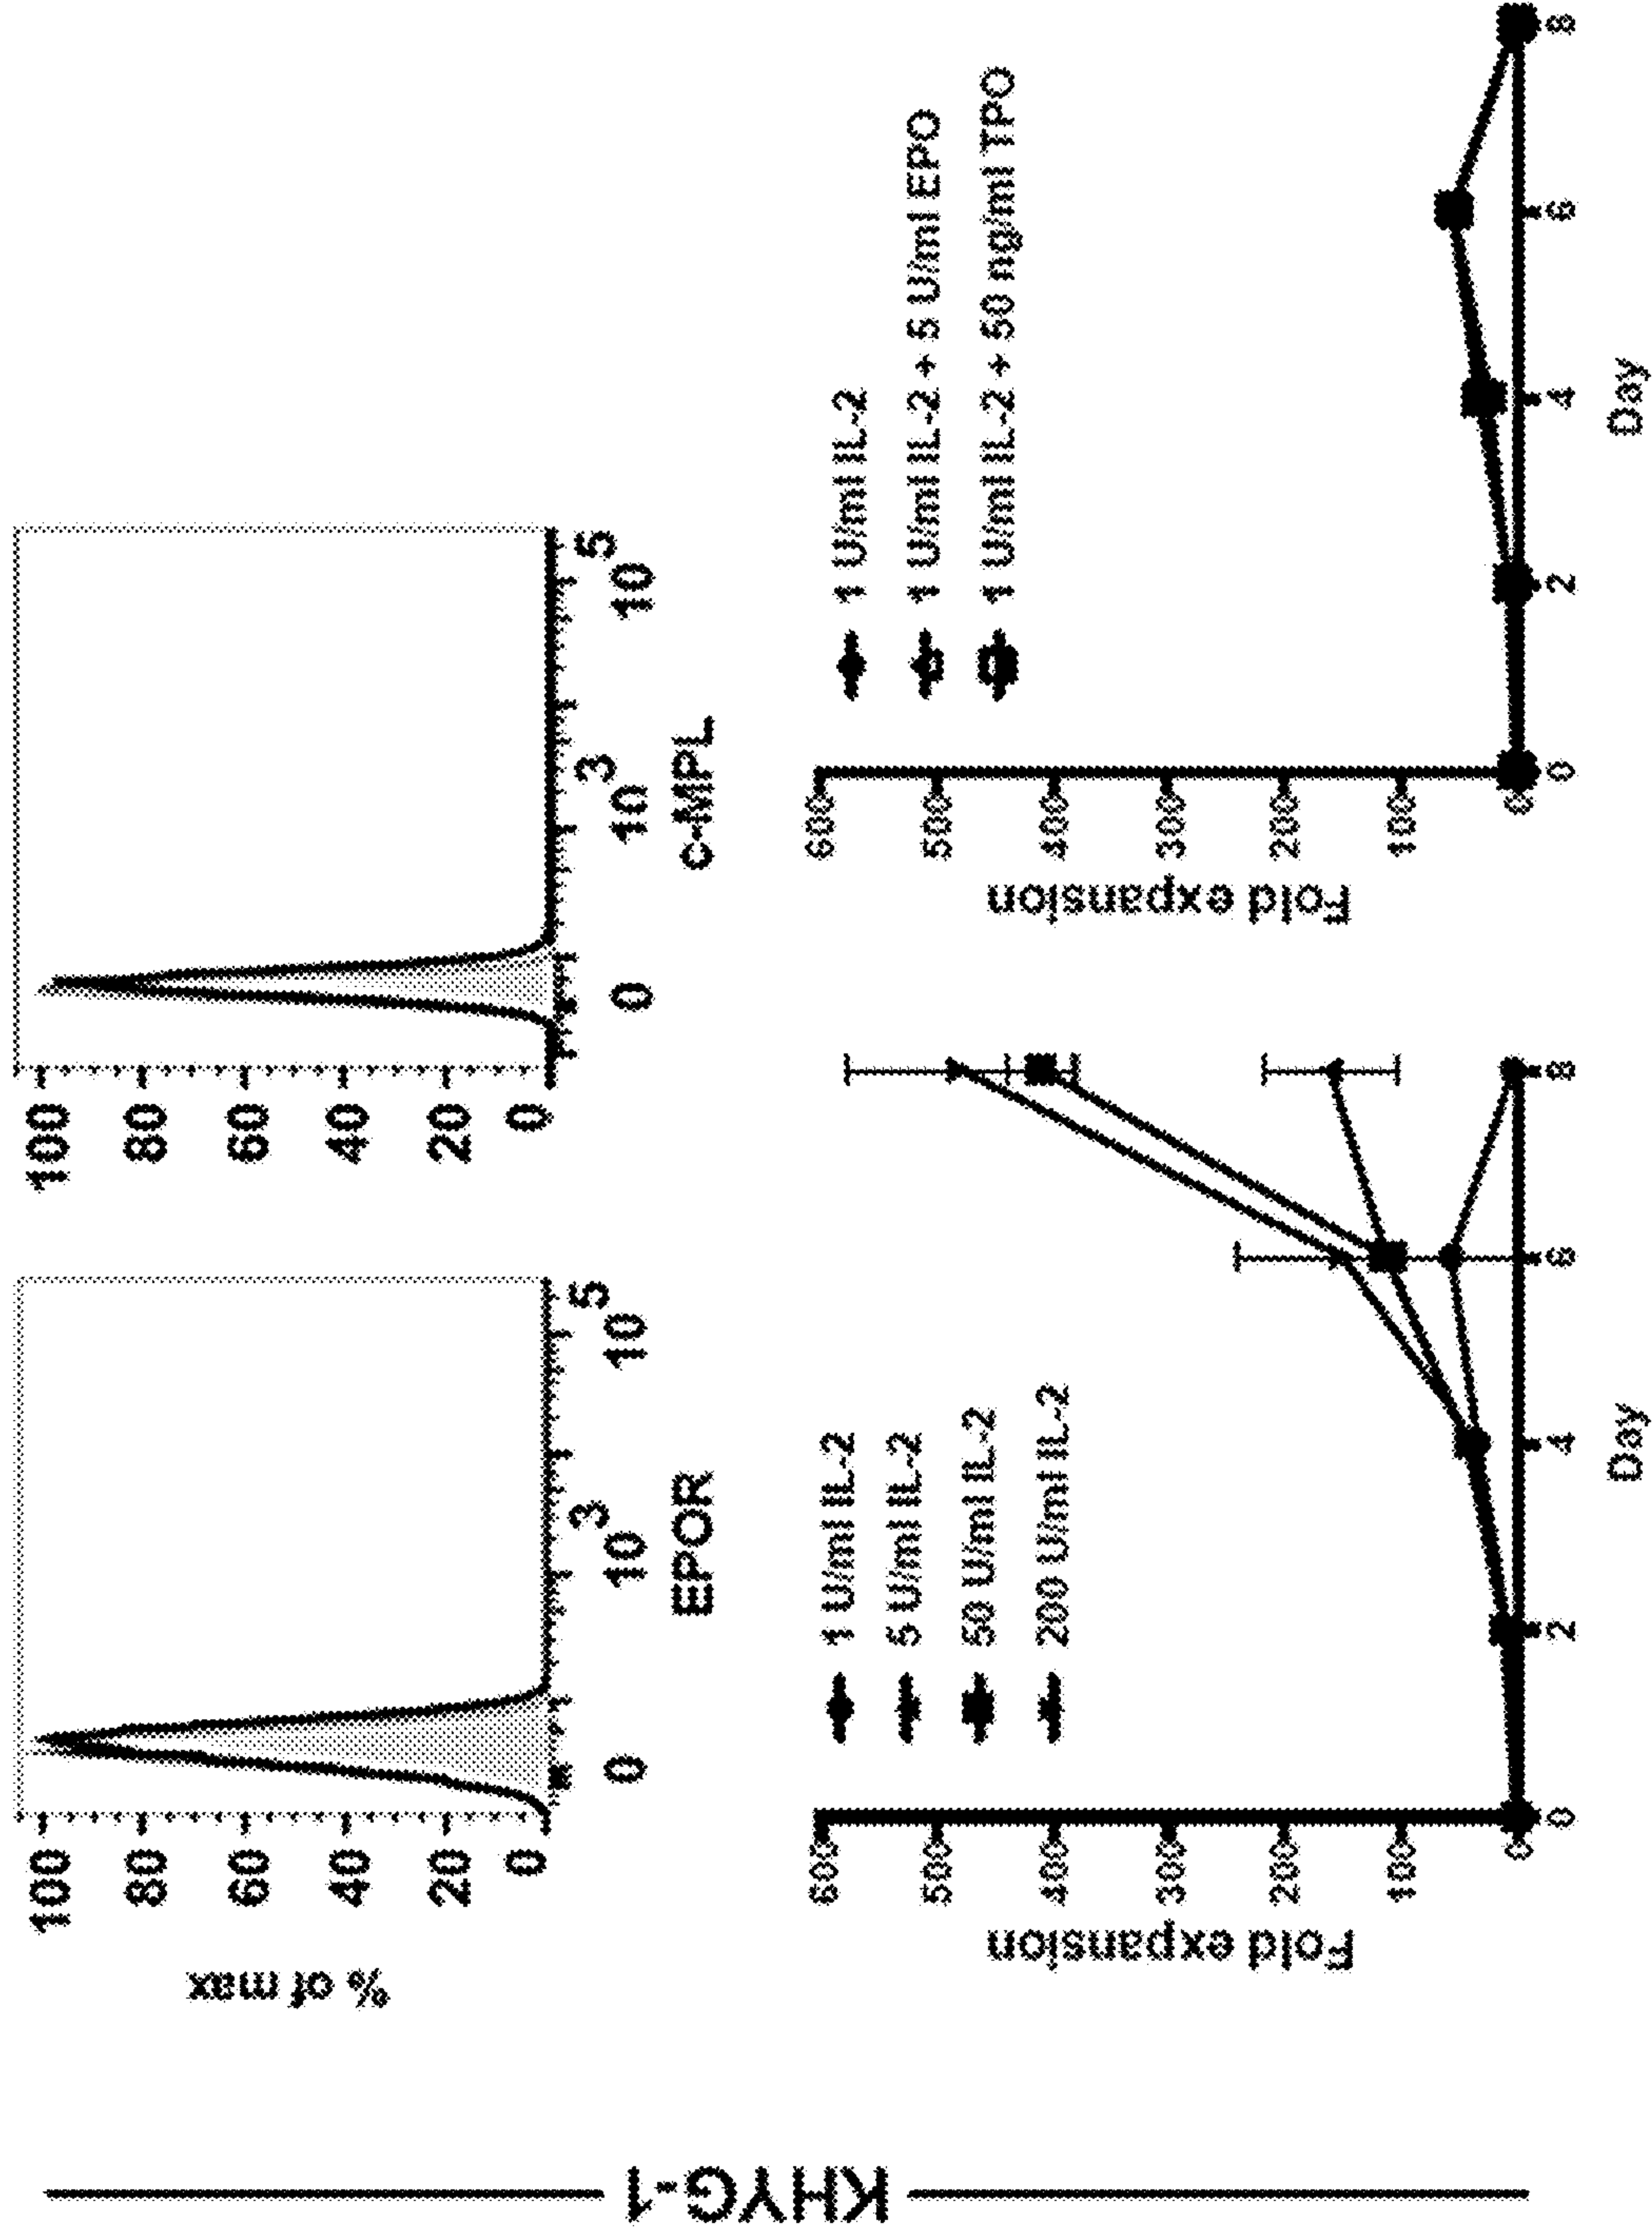 KHYG-1
% of max
100
80
60
40
20
0
0
10 3
10 5
EPOR
100
80
60
40
20
0
0
10 3
10 5
c-MPL
Fold expansion
600
500
400
300
200
100
0
0
2
4
6
8
Day
1 U/ml IL-2
5 U/ml IL-2
50 U/ml IL-2
200 U/ml IL-2
Fold expansion
600
500
400
300
200
100
0
0
2
4
6
8
Day
1 U/ml IL-2
1 U/ml IL-2 + 5 U/ml EPO
1 U/ml IL-2 + 50 ng/ml TPO